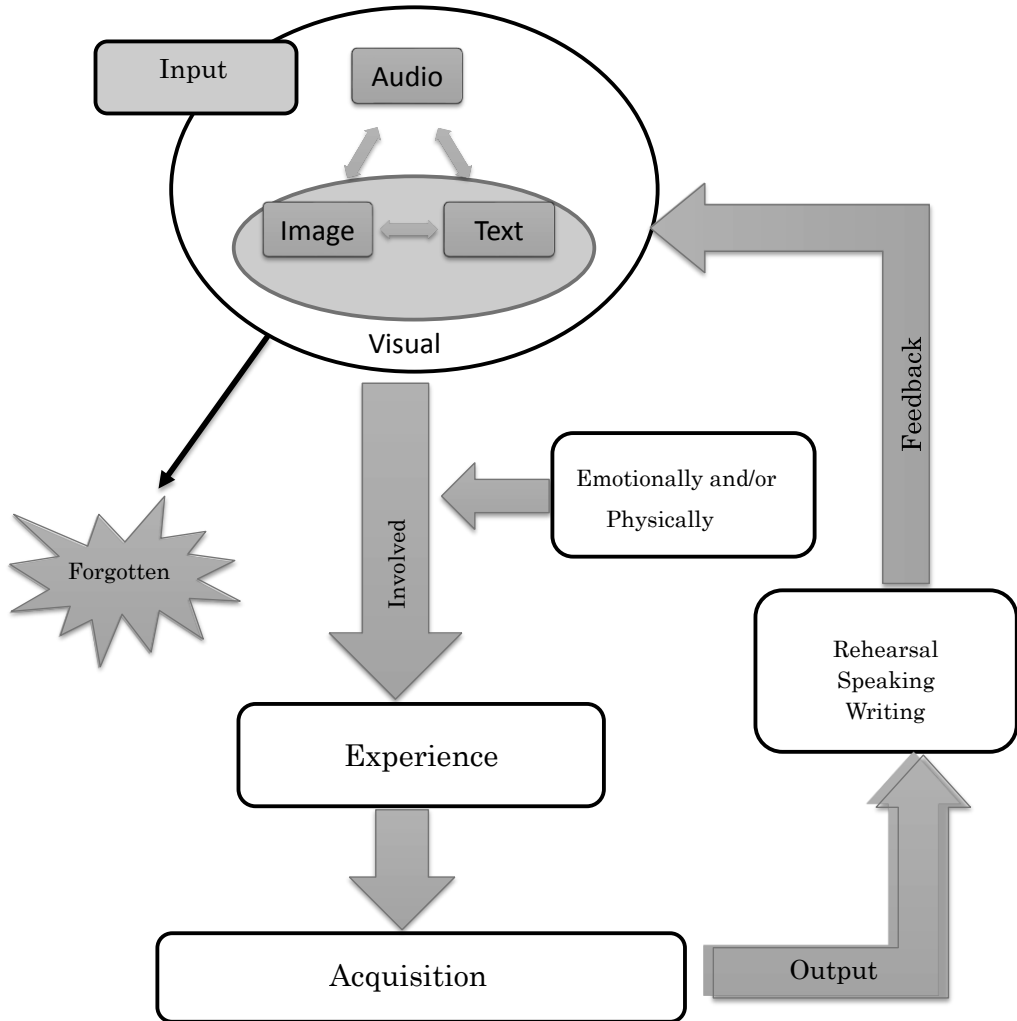 Input
Audio
Image
Text
Visual
Feedback
Emotionally and/or
Physically
Involved
Forgotten
Rehearsal
Speaking
Writing
Experience
Acquisition
Output